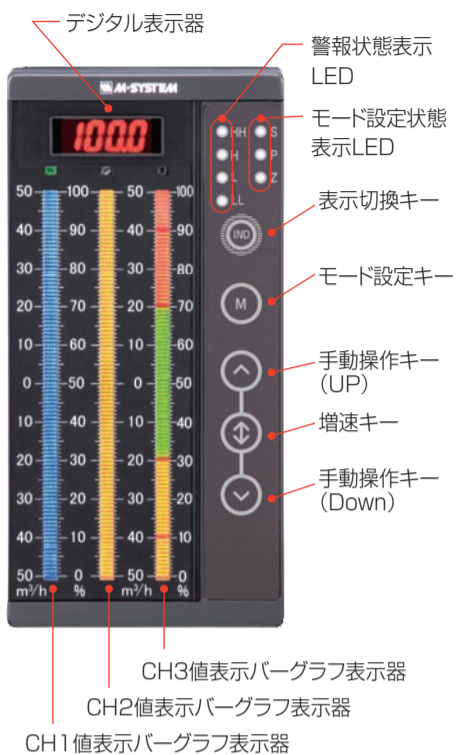 デジタル表示器
警報状態表示
LED
モード設定状態
表示LED
表示切換キー
モード設定キー
手動操作キー
（UP）
増速キー
手動操作キー
（Down）
M-SYSTEM
100.0
HH S
H P
L Z
LL
IND
M
50 100 50 100
40 90 40 90
30 80 30 80
20 70 20 70
10 60 10 60
0 50 0 50
10 40 10 40
20 30 20 30
30 20 30 20
40 10 40 10
50 0 50 0
m³/h % m³/h %
CH3値表示バーグラフ表示器
CH2値表示バーグラフ表示器
CH1値表示バーグラフ表示器